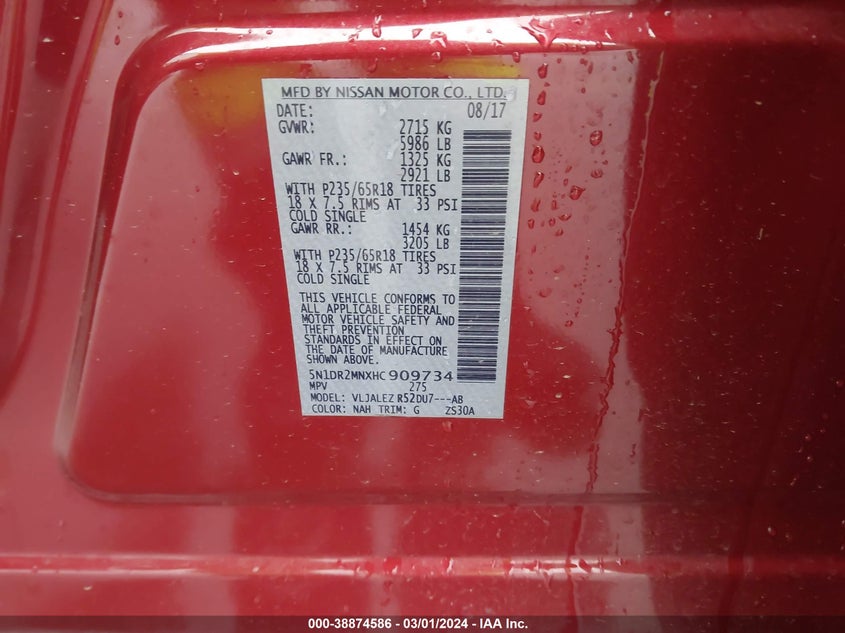 MFD BY NISSAN MOTOR CO., LTD.
DATE: 08/17
GVWR: 2715 KG
5986 LB
GAWR FR.: 1325 KG
2921 LB
WITH P235/65R18 TIRES
18 X 7.5 RIMS AT 33 PSI
COLD SINGLE
GAWR RR.: 1454 KG
3205 LB
WITH P235/65R18 TIRES
18 X 7.5 RIMS AT 33 PSI
COLD SINGLE
THIS VEHICLE CONFORMS TO
ALL APPLICABLE FEDERAL
MOTOR VEHICLE SAFETY AND
THEFT PREVENTION
STANDARDS IN EFFECT ON
THE DATE OF MANUFACTURE
SHOWN ABOVE.
5N1DR2MNXHC909734
MPV 275
MODEL: VLJALEZ R52DU7---AB
COLOR: NAH TRIM: G ZS30A
000-38874586 - 03/01/2024 - IAA Inc.